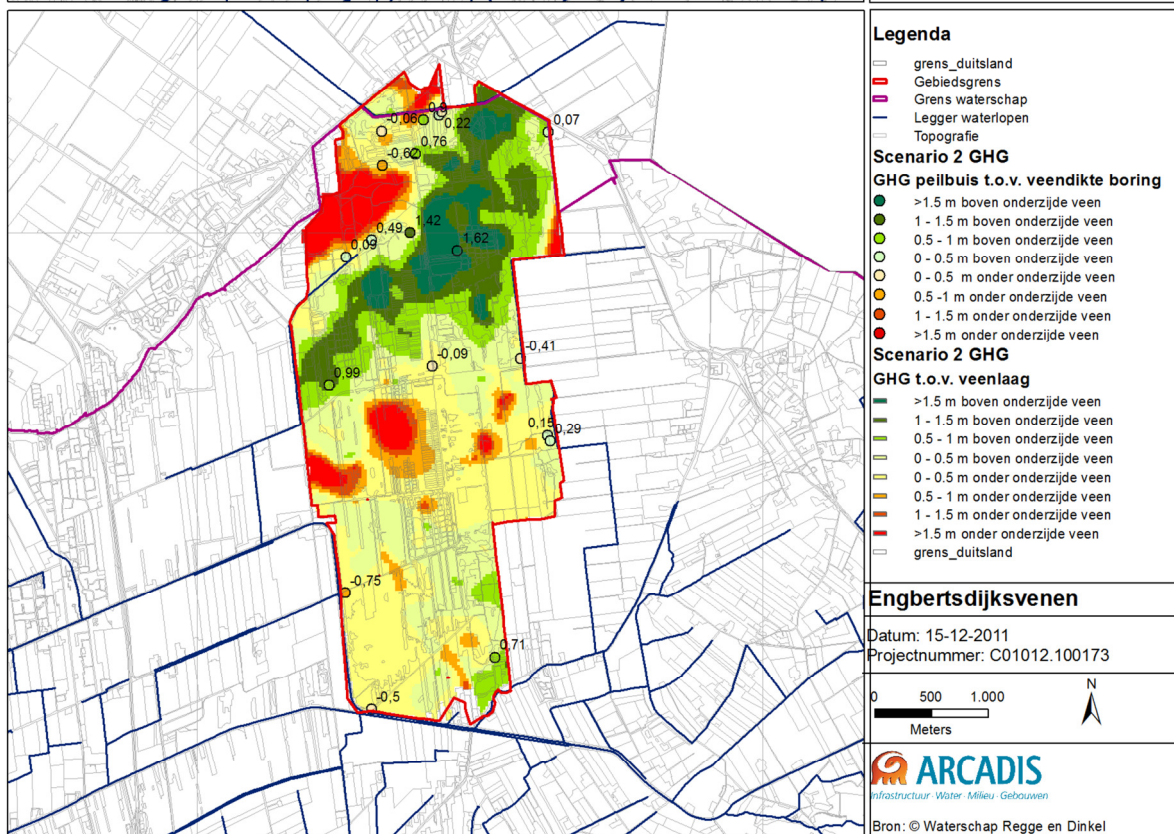 Legenda
grens_duitsland
Gebiedsgrens
Grens waterschap
Legger waterlopen
Topografie
Scenario 2 GHG
GHG peilbuis t.o.v. veendikte boring
>1.5 m boven onderzijde veen
1 - 1.5 m boven onderzijde veen
0.5 - 1 m boven onderzijde veen
0 - 0.5 m boven onderzijde veen
0 - 0.5 m onder onderzijde veen
0.5 -1 m onder onderzijde veen
1 - 1.5 m onder onderzijde veen
>1.5 m onder onderzijde veen
Scenario 2 GHG
GHG t.o.v. veenlaag
>1.5 m boven onderzijde veen
1 - 1.5 m boven onderzijde veen
0.5 - 1 m boven onderzijde veen
0 - 0.5 m boven onderzijde veen
0 - 0.5 m onder onderzijde veen
0.5 - 1 m onder onderzijde veen
1 - 1.5 m onder onderzijde veen
>1.5 m onder onderzijde veen
grens_duitsland
Engbertsdijksvenen
Datum: 15-12-2011
Projectnummer: C01012.100173
0 500 1.000
Meters
N
ARCADIS
Infrastructuur · Water · Milieu · Gebouwen
Bron: © Waterschap Regge en Dinkel
-0,06
0,22
0,07
0,76
-0,62
1,42
0,49
0,09
1,62
-0,09
-0,41
0,99
0,15
0,29
-0,75
0,71
-0,5